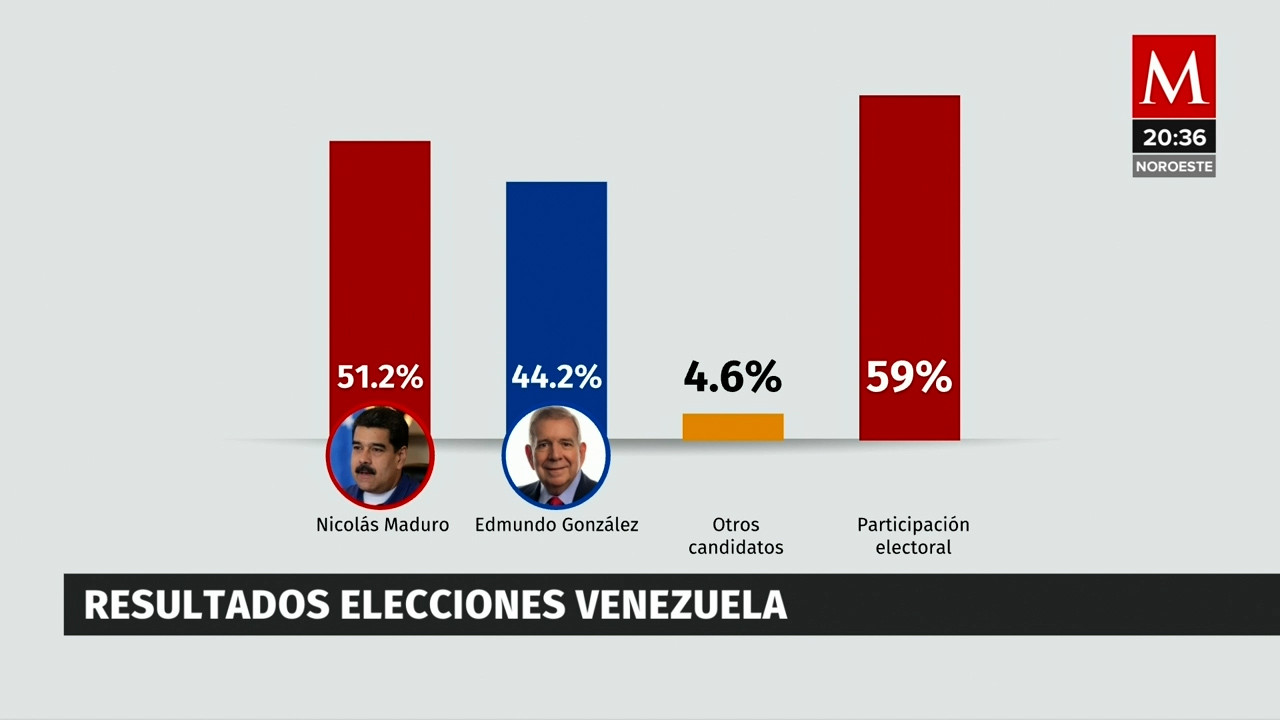 M
20:36
NOROESTE
51.2%
44.2%
4.6%
59%
Nicolás Maduro
Edmundo González
Otros
candidatos
Participación
electoral
RESULTADOS ELECCIONES VENEZUELA